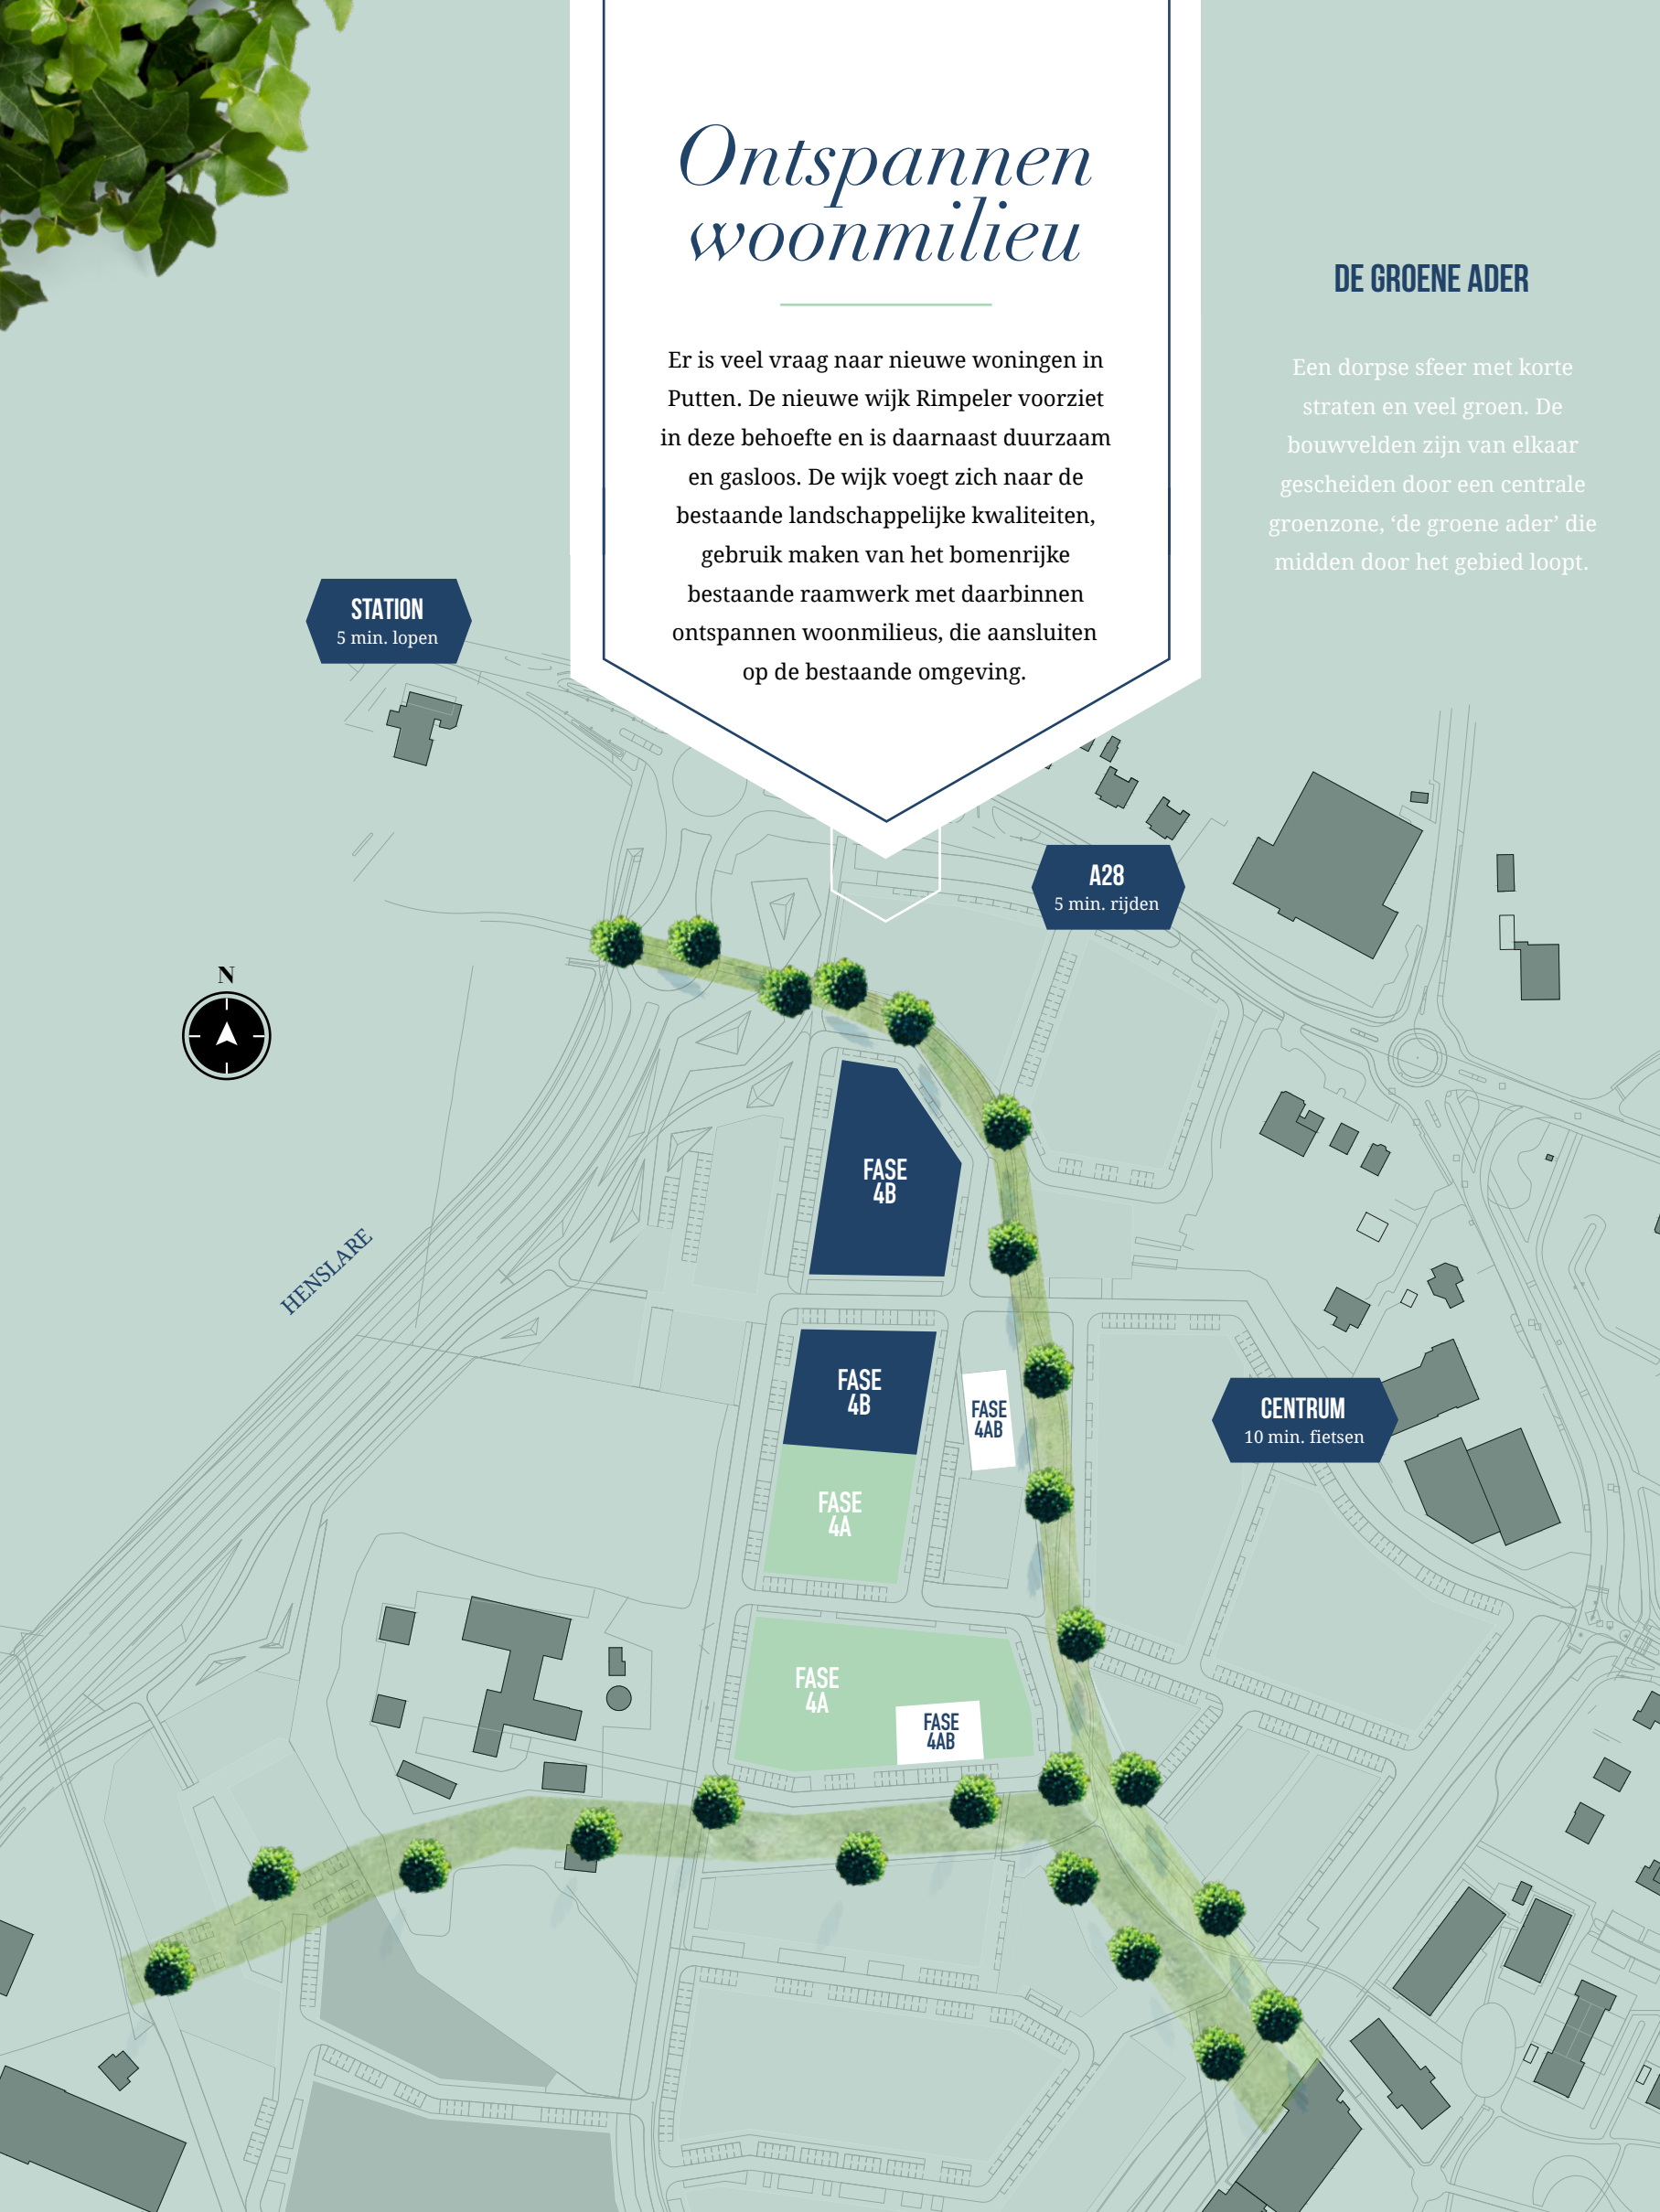 Ontspannen
woonmilieu
Er is veel vraag naar nieuwe woningen in
Putten. De nieuwe wijk Rimpeler voorziet
in deze behoefte en is daarnaast duurzaam
en gasloos. De wijk voegt zich naar de
bestaande landschappelijke kwaliteiten,
gebruik maken van het bomenrijke
bestaande raamwerk met daarbinnen
ontspannen woonmilieus, die aansluiten
op de bestaande omgeving.
DE GROENE ADER
Een dorpse sfeer met korte
straten en veel groen. De
bouwvelden zijn van elkaar
gescheiden door een centrale
groenzone, ‘de groene ader’ die
midden door het gebied loopt.
STATION
5 min. lopen
A28
5 min. rijden
N
FASE
4B
HENSLARE
FASE
4B
FASE
4AB
CENTRUM
10 min. fietsen
FASE
4A
FASE
4A
FASE
4AB